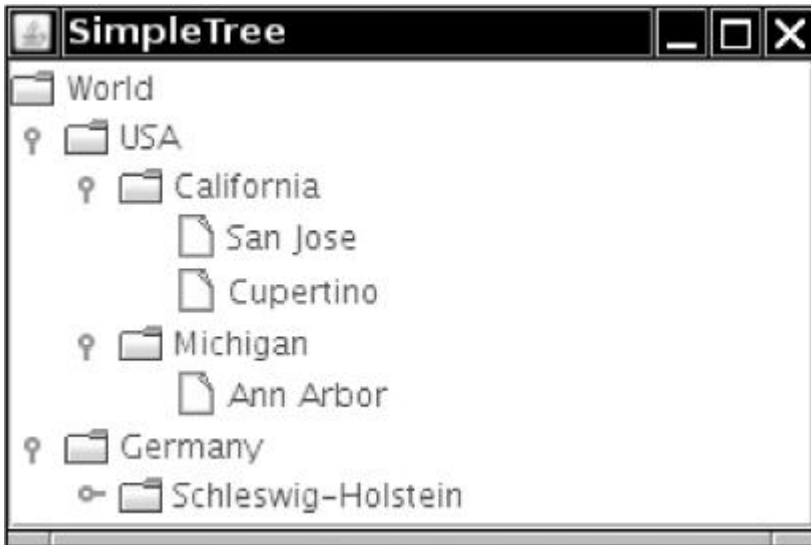 SimpleTree
World
USA
California
San Jose
Cupertino
Michigan
Ann Arbor
Germany
Schleswig-Holstein